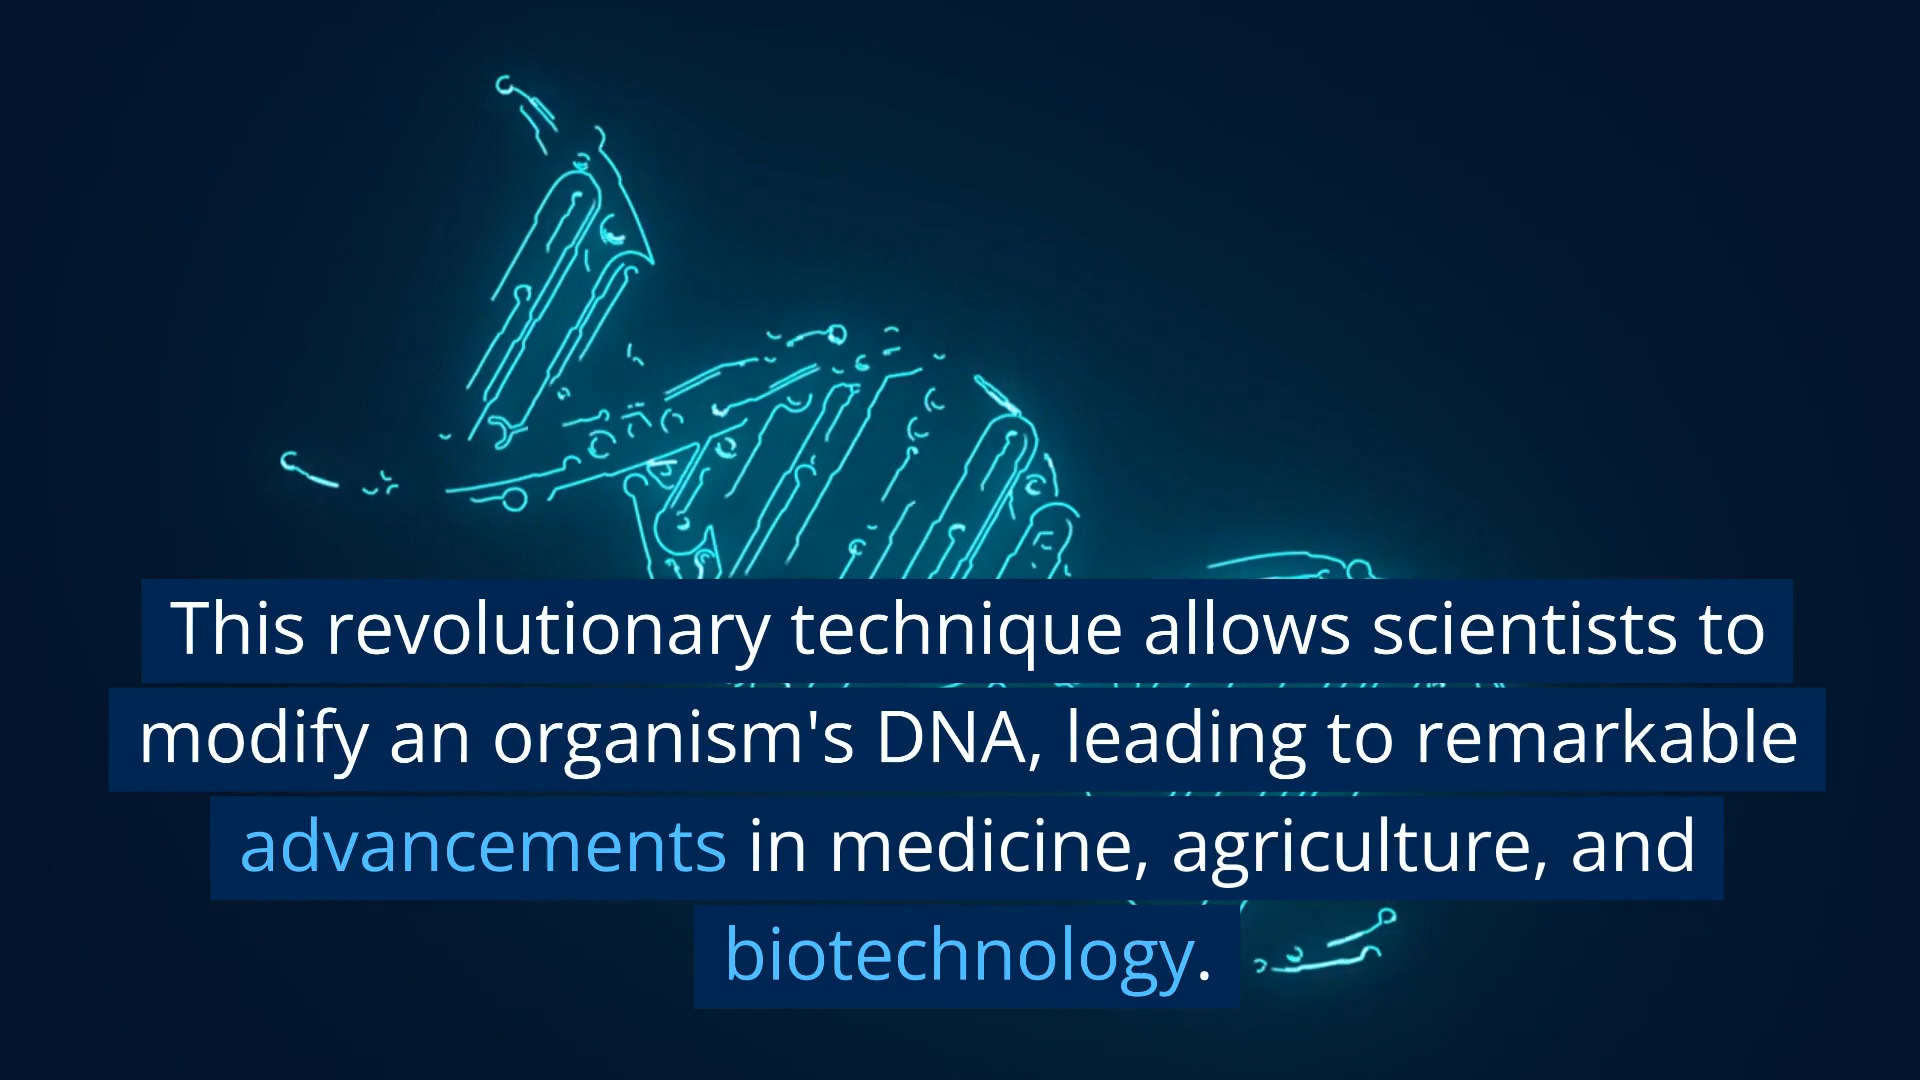 This revolutionary technique allows scientists to
modify an organism's DNA, leading to remarkable
advancements in medicine, agriculture, and
biotechnology.